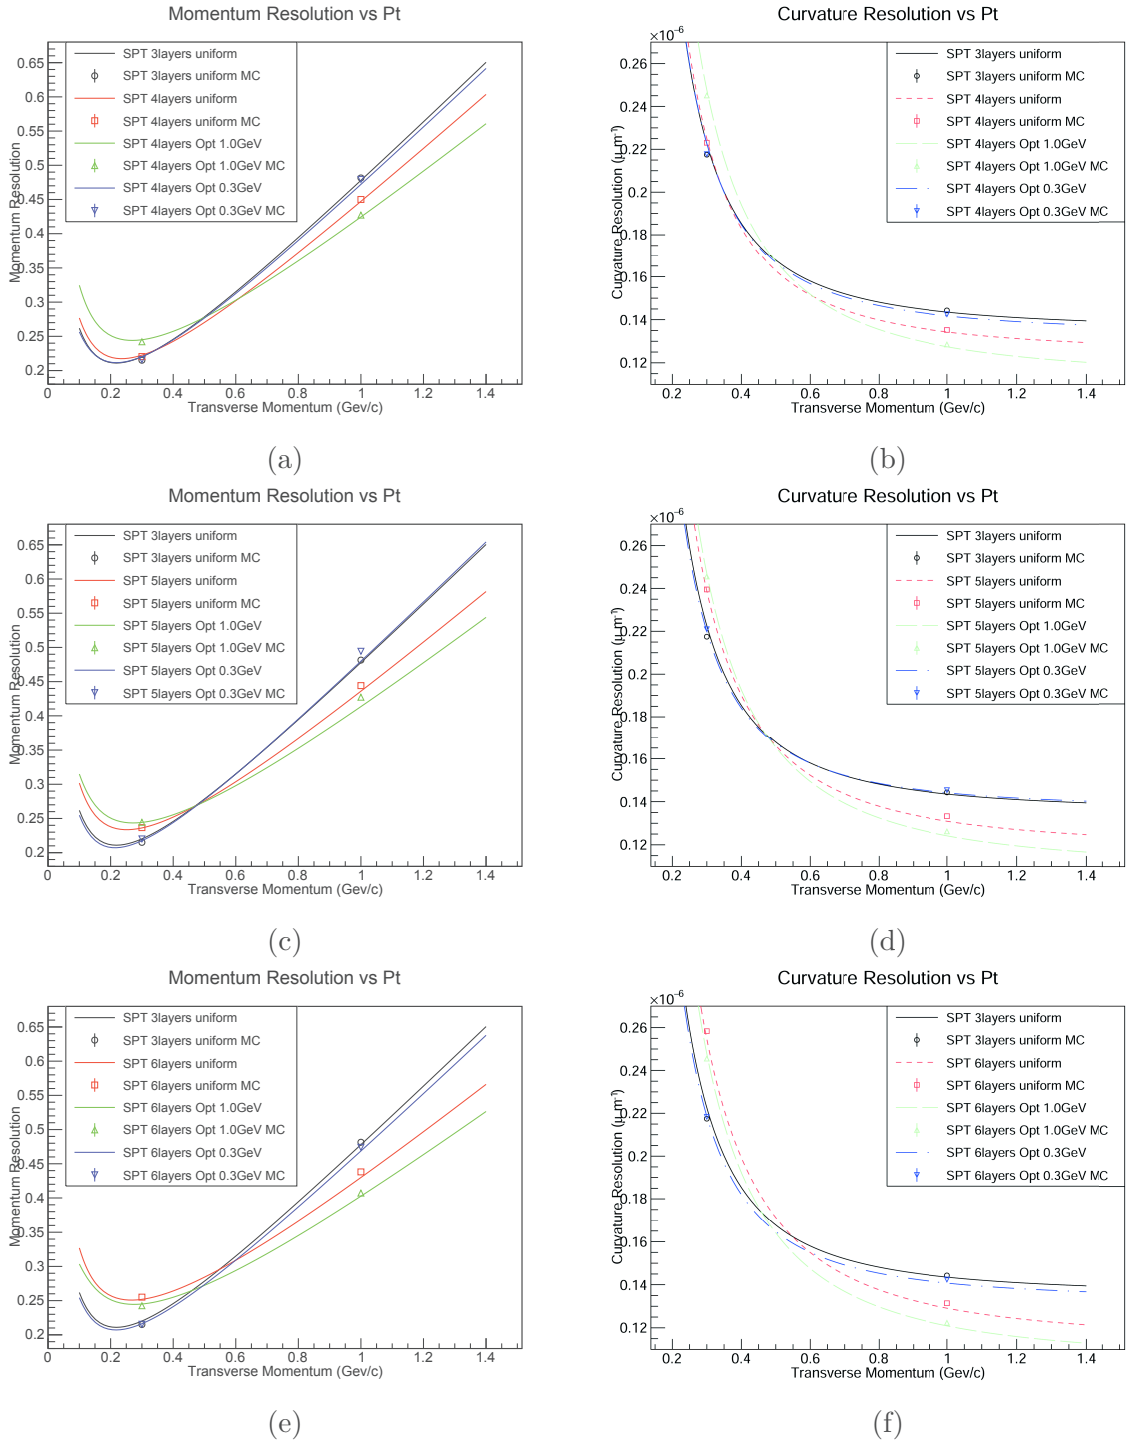 Momentum Resolution vs Pt
Momentum Resolution
0.65
0.6
0.55
0.5
0.45
0.4
0.35
0.3
0.25
0.2
SPT 3layers uniform
SPT 3layers uniform MC
SPT 4layers uniform
SPT 4layers uniform MC
SPT 4layers Opt 1.0GeV
SPT 4layers Opt 1.0GeV MC
SPT 4layers Opt 0.3GeV
SPT 4layers Opt 0.3GeV MC
0 0.2 0.4 0.6 0.8 1 1.2 1.4
Transverse Momentum (Gev/c)
(a)
Curvature Resolution vs Pt
×10⁻⁶
Curvature Resolution (μm⁻¹)
0.26
0.24
0.22
0.2
0.18
0.16
0.14
0.12
SPT 3layers uniform
SPT 3layers uniform MC
SPT 4layers uniform
SPT 4layers uniform MC
SPT 4layers Opt 1.0GeV
SPT 4layers Opt 1.0GeV MC
SPT 4layers Opt 0.3GeV
SPT 4layers Opt 0.3GeV MC
0.2 0.4 0.6 0.8 1 1.2 1.4
Transverse Momentum (Gev/c)
(b)
Momentum Resolution vs Pt
Momentum Resolution
0.65
0.6
0.55
0.5
0.45
0.4
0.35
0.3
0.25
0.2
SPT 3layers uniform
SPT 3layers uniform MC
SPT 5layers uniform
SPT 5layers uniform MC
SPT 5layers Opt 1.0GeV
SPT 5layers Opt 1.0GeV MC
SPT 5layers Opt 0.3GeV
SPT 5layers Opt 0.3GeV MC
0 0.2 0.4 0.6 0.8 1 1.2 1.4
Transverse Momentum (Gev/c)
(c)
Curvature Resolution vs Pt
×10⁻⁶
Curvature Resolution (μm⁻¹)
0.26
0.24
0.22
0.2
0.18
0.16
0.14
0.12
SPT 3layers uniform
SPT 3layers uniform MC
SPT 5layers uniform
SPT 5layers uniform MC
SPT 5layers Opt 1.0GeV
SPT 5layers Opt 1.0GeV MC
SPT 5layers Opt 0.3GeV
SPT 5layers Opt 0.3GeV MC
0.2 0.4 0.6 0.8 1 1.2 1.4
Transverse Momentum (Gev/c)
(d)
Momentum Resolution vs Pt
Momentum Resolution
0.65
0.6
0.55
0.5
0.45
0.4
0.35
0.3
0.25
0.2
SPT 3layers uniform
SPT 3layers uniform MC
SPT 6layers uniform
SPT 6layers uniform MC
SPT 6layers Opt 1.0GeV
SPT 6layers Opt 1.0GeV MC
SPT 6layers Opt 0.3GeV
SPT 6layers Opt 0.3GeV MC
0 0.2 0.4 0.6 0.8 1 1.2 1.4
Transverse Momentum (Gev/c)
(e)
Curvature Resolution vs Pt
×10⁻⁶
Curvature Resolution (μm⁻¹)
0.26
0.24
0.22
0.2
0.18
0.16
0.14
0.12
SPT 3layers uniform
SPT 3layers uniform MC
SPT 6layers uniform
SPT 6layers uniform MC
SPT 6layers Opt 1.0GeV
SPT 6layers Opt 1.0GeV MC
SPT 6layers Opt 0.3GeV
SPT 6layers Opt 0.3GeV MC
0.2 0.4 0.6 0.8 1 1.2 1.4
Transverse Momentum (Gev/c)
(f)